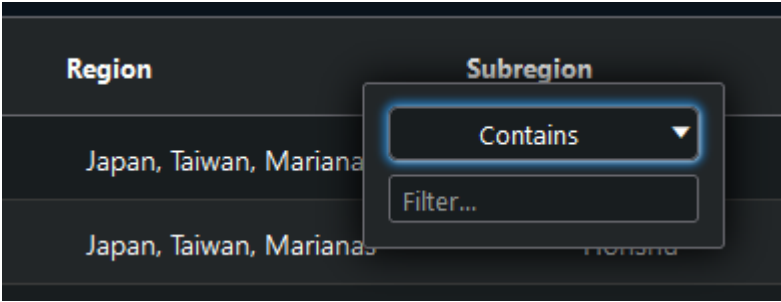 Region Subregion
Contains
Japan, Taiwan, Mariana
Filter...
Japan, Taiwan, Marianas